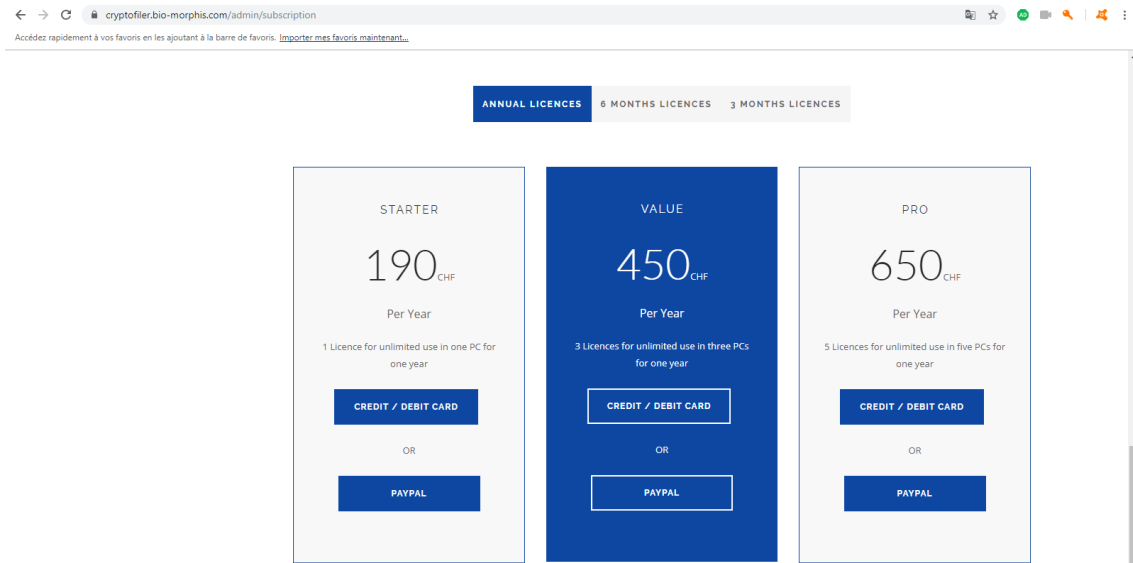 cryptofiler.bio-morphis.com/admin/subscription
Accédez rapidement à vos favoris en les ajoutant à la barre de favoris. Importer mes favoris maintenant...
ANNUAL LICENCES 6 MONTHS LICENCES 3 MONTHS LICENCES
STARTER
190CHF
Per Year
1 Licence for unlimited use in one PC for
one year
CREDIT / DEBIT CARD
OR
PAYPAL
VALUE
450CHF
Per Year
3 Licences for unlimited use in three PCs
for one year
CREDIT / DEBIT CARD
OR
PAYPAL
PRO
650CHF
Per Year
5 Licences for unlimited use in five PCs for
one year
CREDIT / DEBIT CARD
OR
PAYPAL